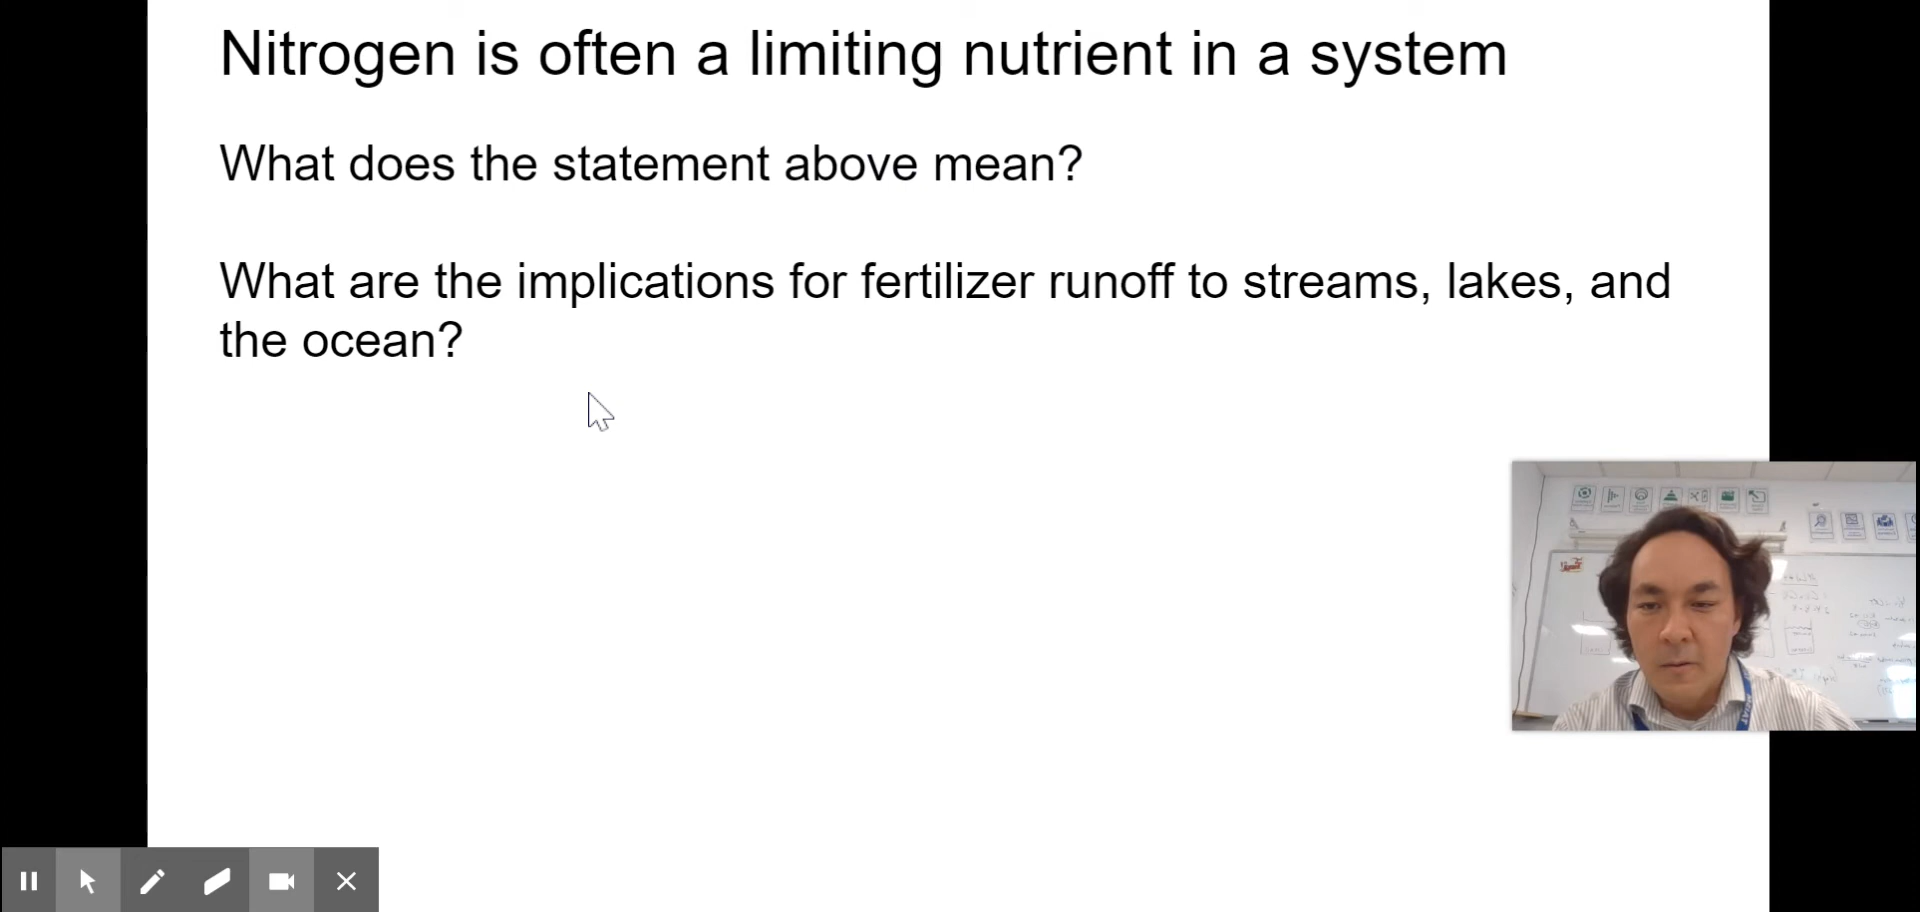 Nitrogen is often a limiting nutrient in a system
What does the statement above mean?
What are the implications for fertilizer runoff to streams, lakes, and
the ocean?